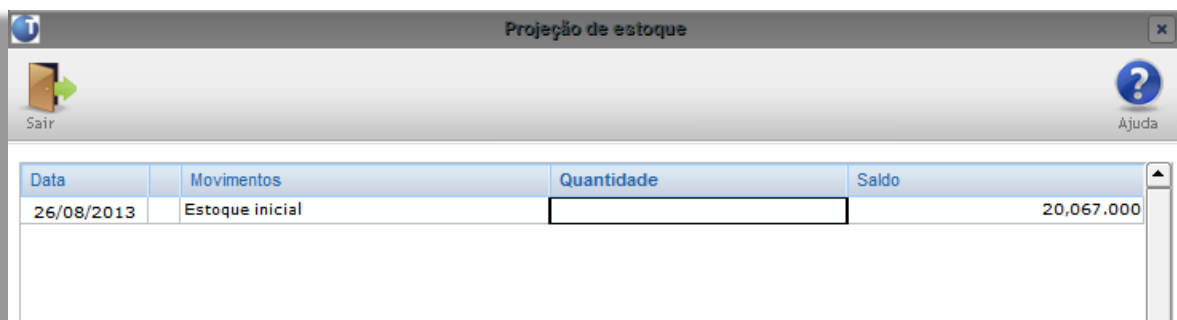 Projeção de estoque
Sair
Ajuda
Data Movimentos Quantidade Saldo
26/08/2013 Estoque inicial 20,067.000